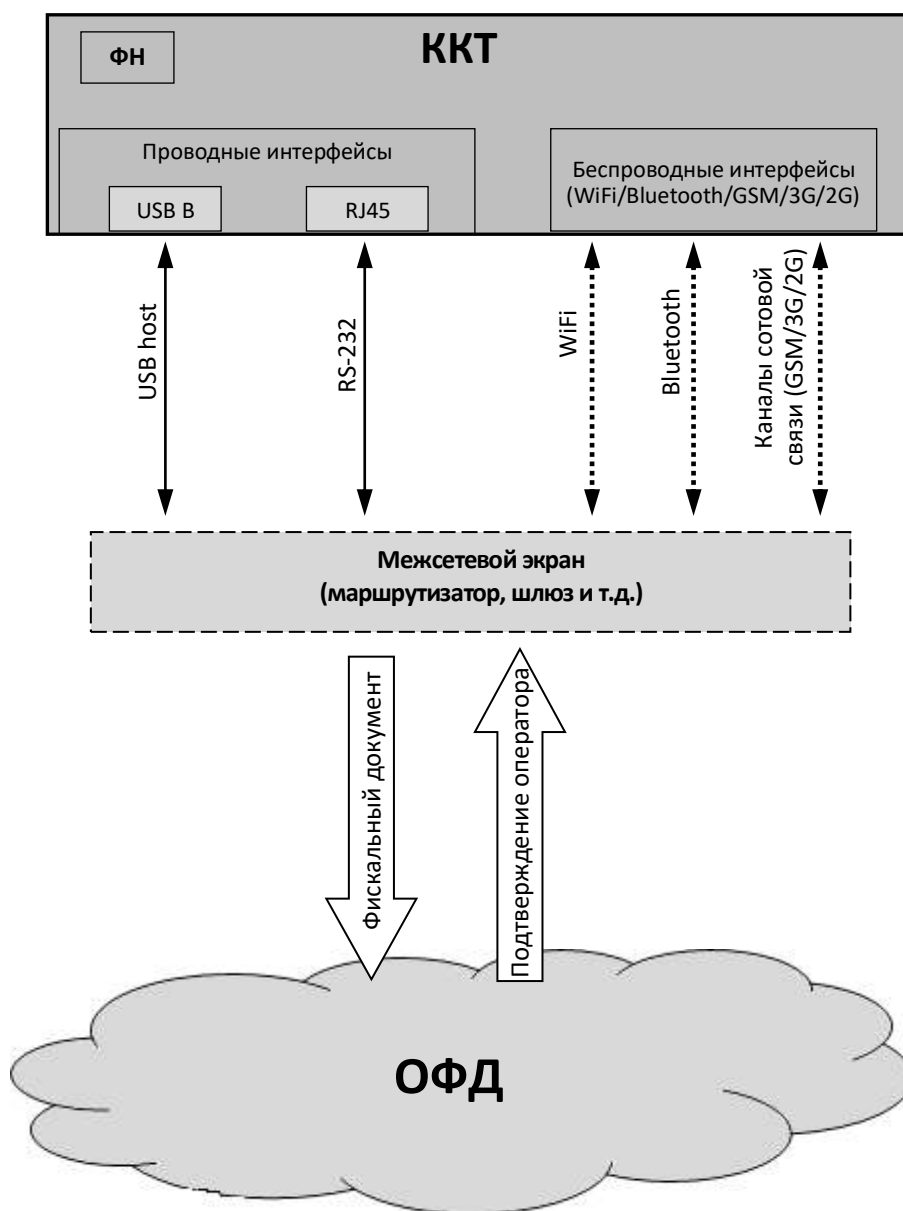 ФН
ККТ
Проводные интерфейсы
USB B
RJ45
Беспроводные интерфейсы
(WiFi/Bluetooth/GSM/3G/2G)
USB host
RS-232
WiFi
Bluetooth
Каналы сотовой
связи (GSM/3G/2G)
Межсетевой экран
(маршрутизатор, шлюз и т.д.)
Фискальный документ
Подтверждение оператора
ОФД